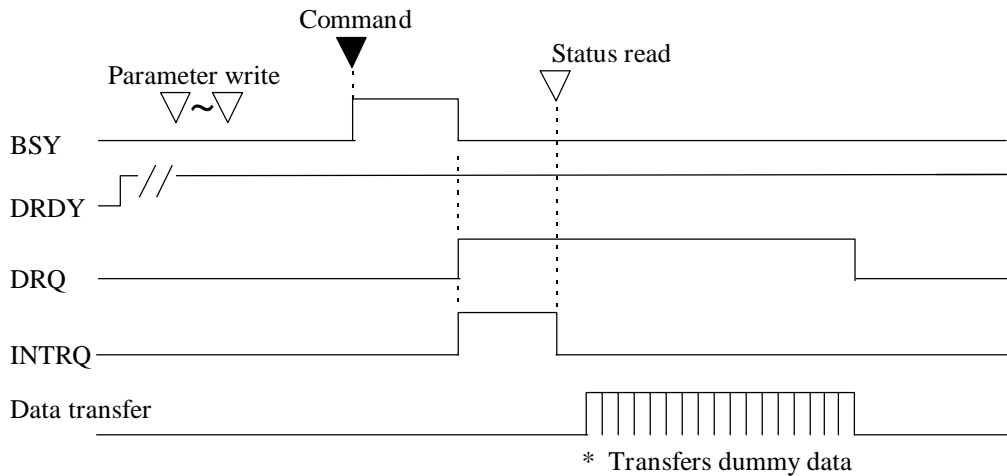 Command
Status read
Parameter write
~
BSY
DRDY
DRQ
INTRQ
Data transfer
* Transfers dummy data